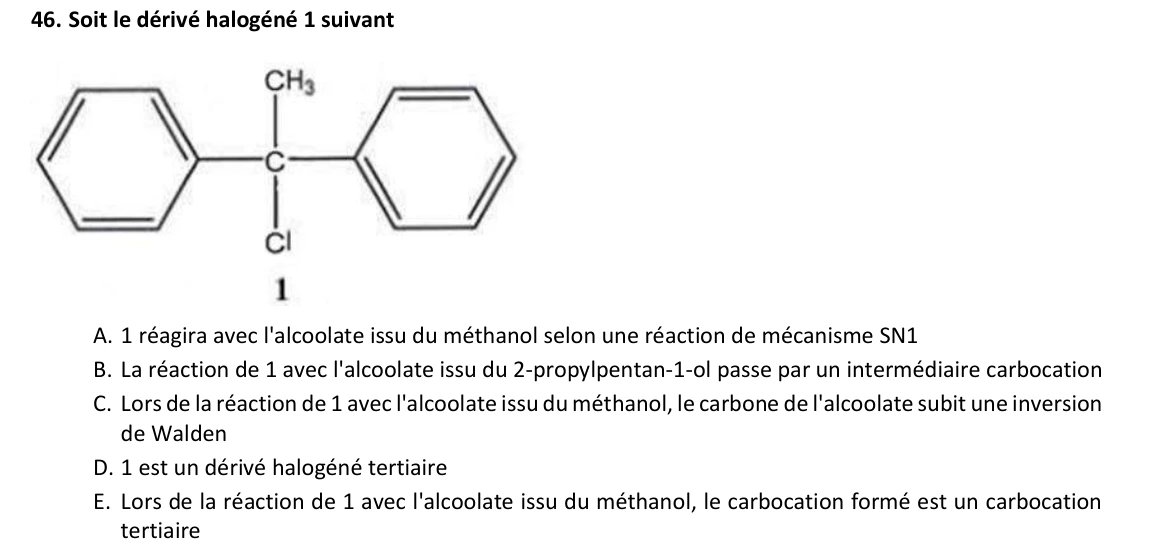 46. Soit le dérivé halogéné 1 suivant
CH3
C
Cl
1
A. 1 réagira avec l'alcoolate issu du méthanol selon une réaction de mécanisme SN1
B. La réaction de 1 avec l'alcoolate issu du 2-propylpentan-1-ol passe par un intermédiaire carbocation
C. Lors de la réaction de 1 avec l'alcoolate issu du méthanol, le carbone de l'alcoolate subit une inversion
de Walden
D. 1 est un dérivé halogéné tertiaire
E. Lors de la réaction de 1 avec l'alcoolate issu du méthanol, le carbocation formé est un carbocation
tertiaire